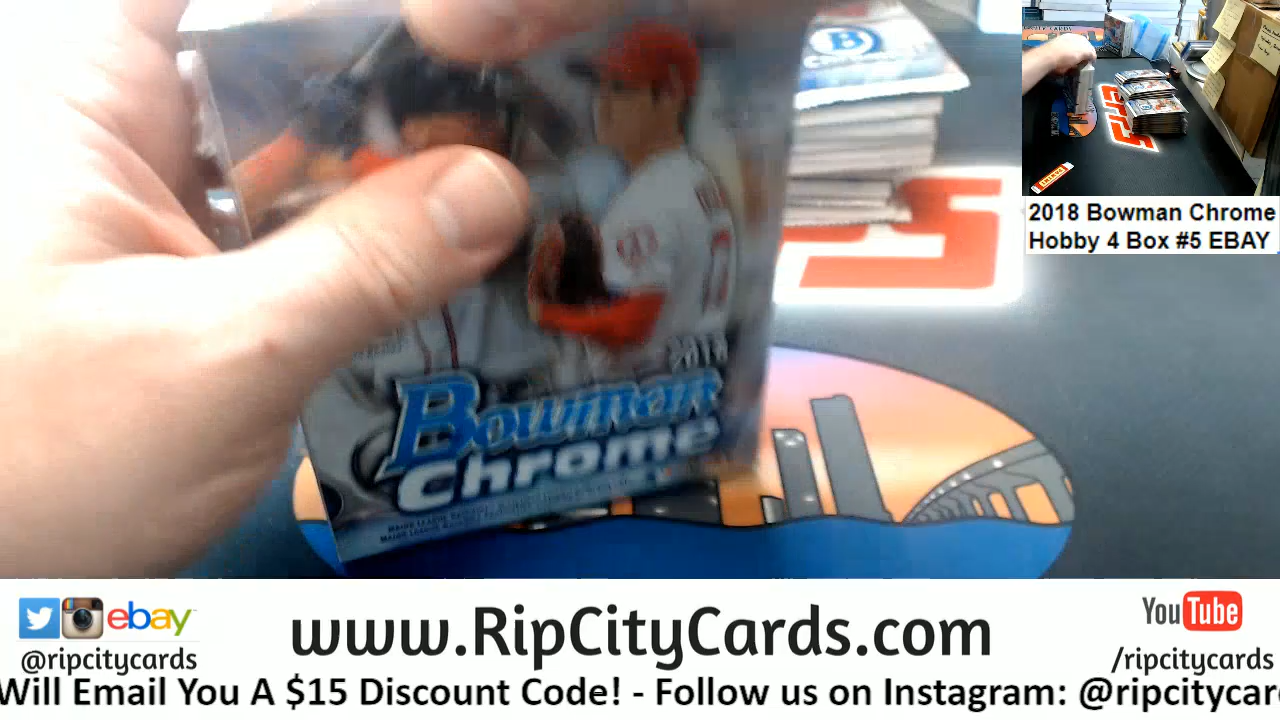 2018
Bowman
Chrome
B
CHROME
2018 Bowman Chrome
Hobby 4 Box #5 EBAY
ebay
@ripcitycards
www.RipCityCards.com
YouTube
/ripcitycards
Will Email You A $15 Discount Code! - Follow us on Instagram: @ripcitycar